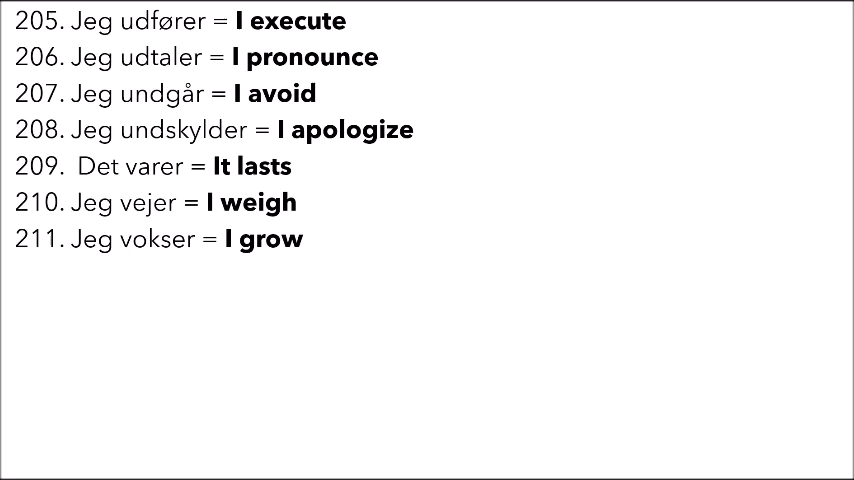 205. Jeg udfører = I execute
206. Jeg udtaler = I pronounce
207. Jeg undgår = I avoid
208. Jeg undskylder = I apologize
209. Det varer = It lasts
210. Jeg vejer = I weigh
211. Jeg vokser = I grow